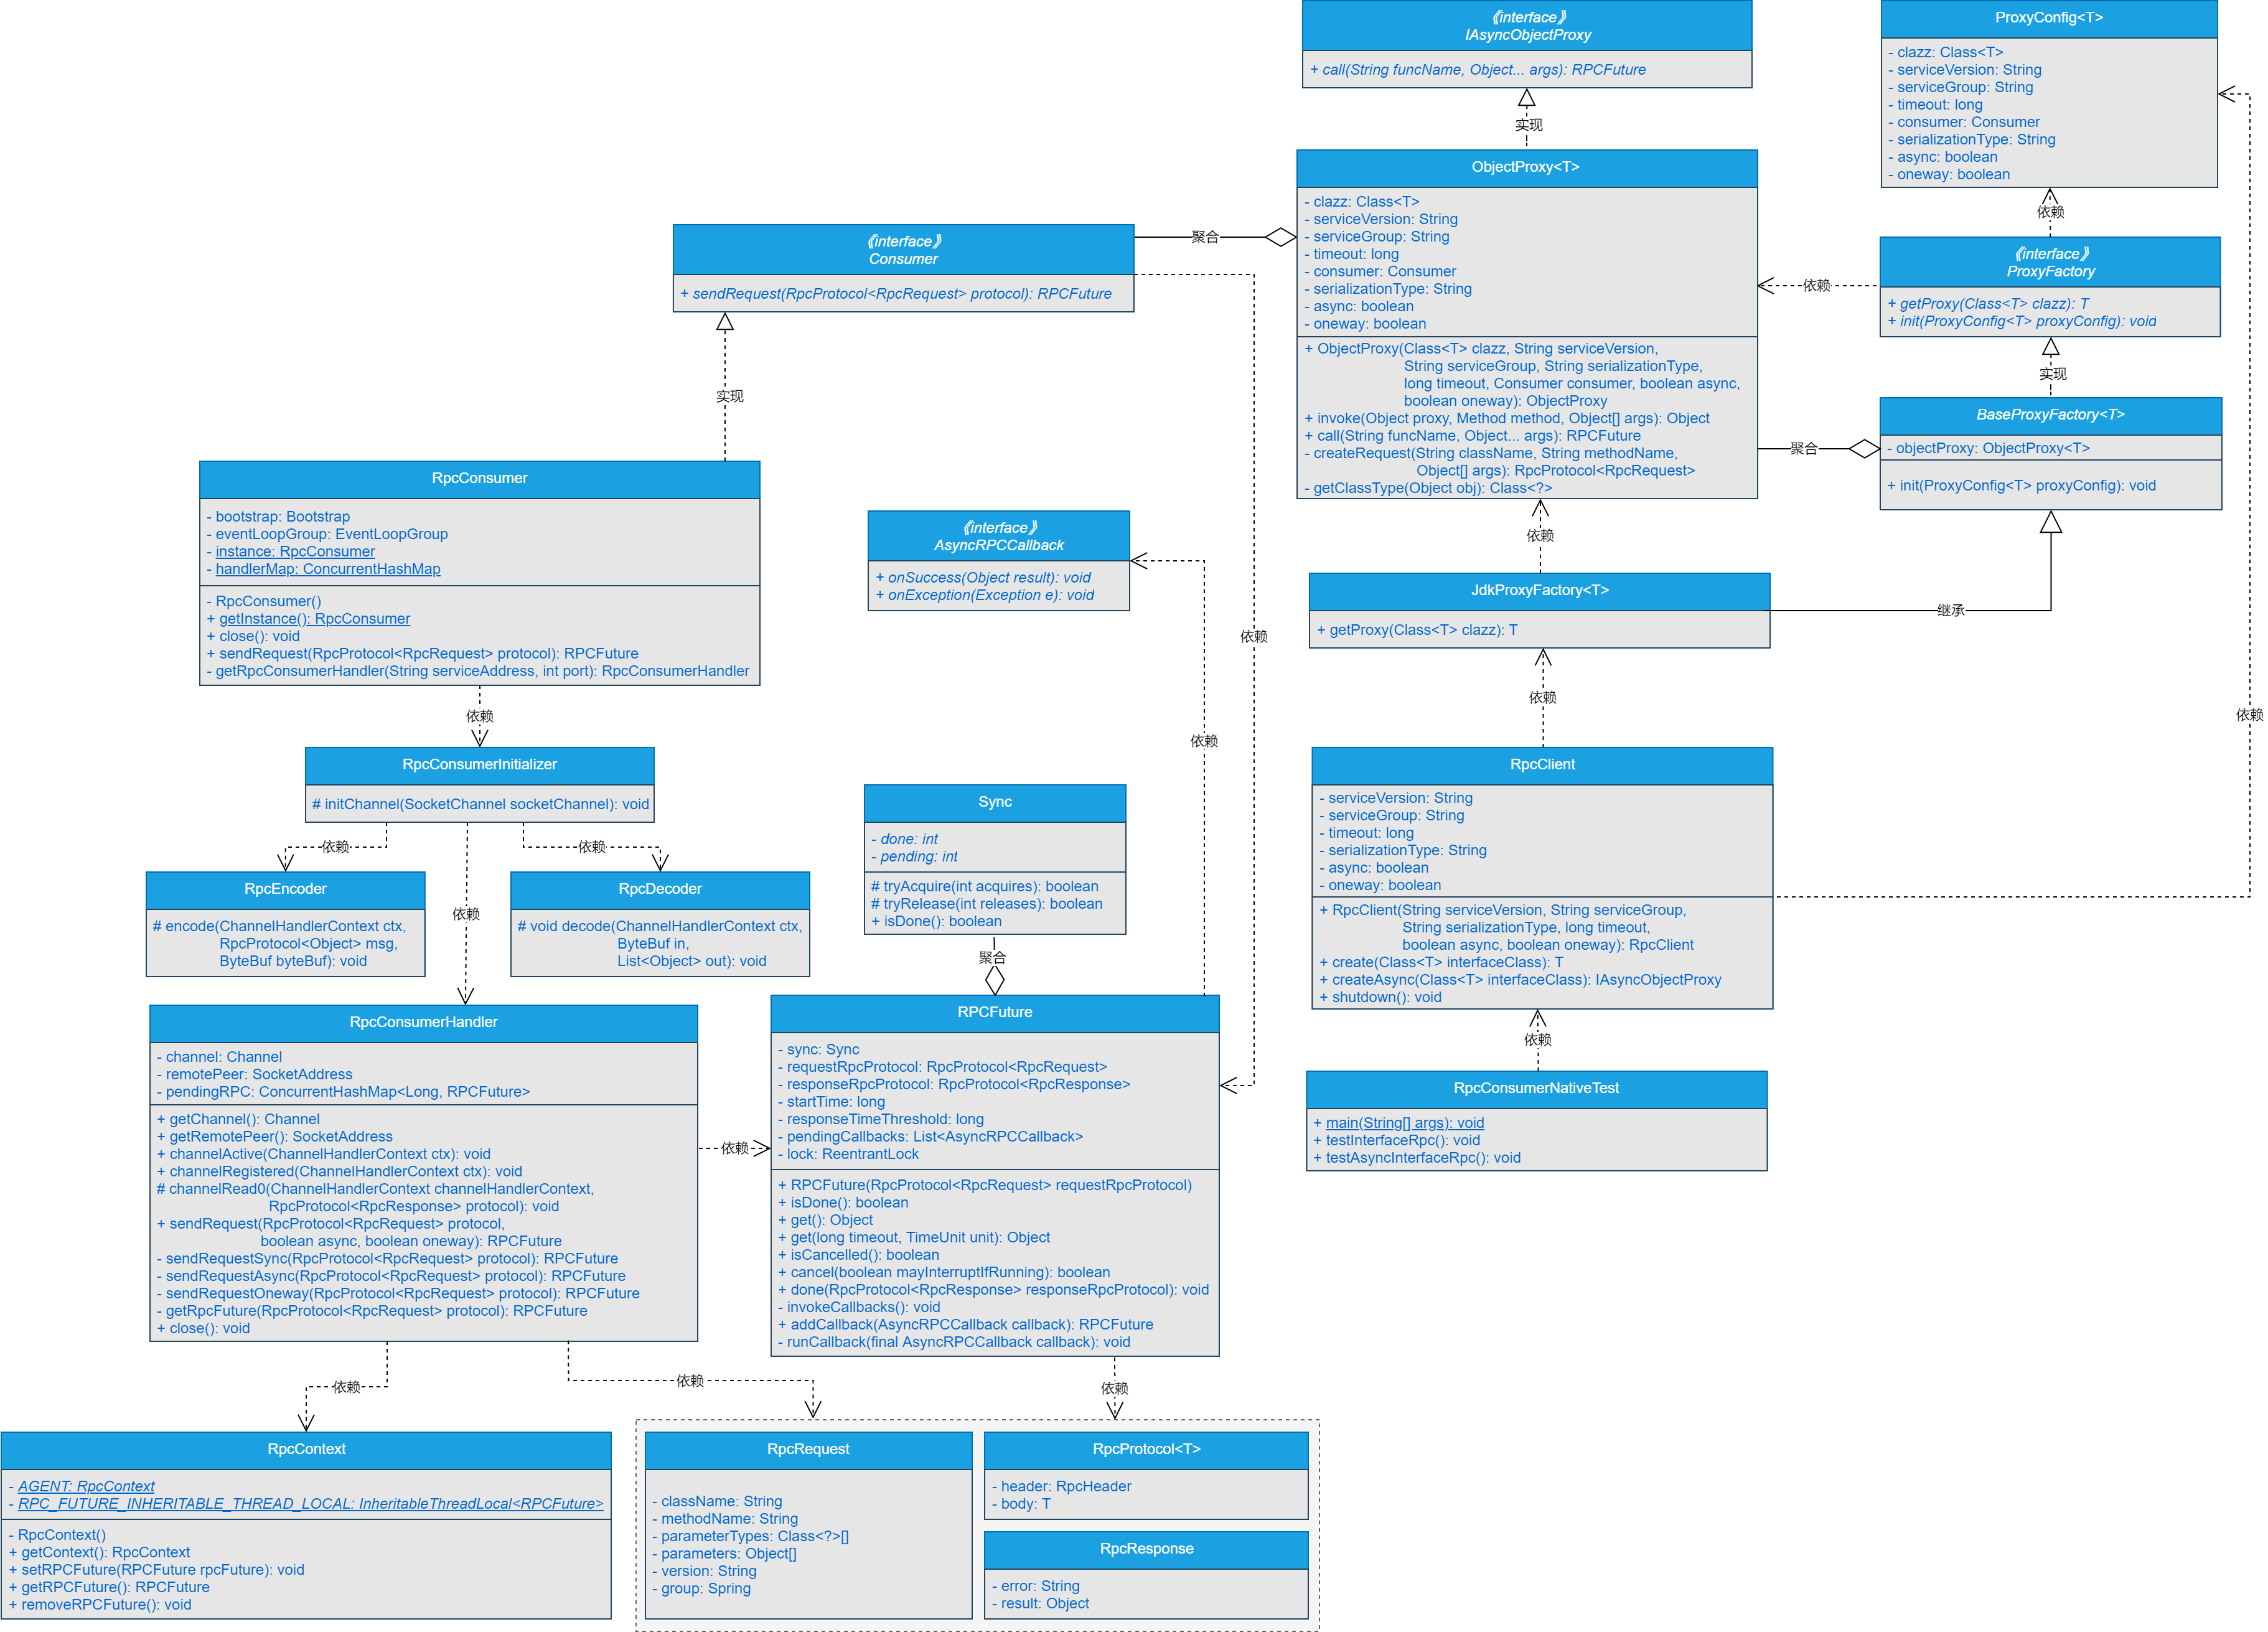 《interface》
IAsyncObjectProxy
+ call(String funcName, Object... args): RPCFuture
实现
ProxyConfig<T>
- clazz: Class<T>
- serviceVersion: String
- serviceGroup: String
- timeout: long
- consumer: Consumer
- serializationType: String
- async: boolean
- oneway: boolean
依赖
《interface》
ProxyFactory
+ getProxy(Class<T> clazz): T
+ init(ProxyConfig<T> proxyConfig): void
依赖
实现
ObjectProxy<T>
- clazz: Class<T>
- serviceVersion: String
- serviceGroup: String
- timeout: long
- consumer: Consumer
- serializationType: String
- async: boolean
- oneway: boolean
+ ObjectProxy(Class<T> clazz, String serviceVersion,
String serviceGroup, String serializationType,
long timeout, Consumer consumer, boolean async,
boolean oneway): ObjectProxy
+ invoke(Object proxy, Method method, Object[] args): Object
+ call(String funcName, Object... args): RPCFuture
- createRequest(String className, String methodName,
Object[] args): RpcProtocol<RpcRequest>
- getClassType(Object obj): Class<?>
聚合
BaseProxyFactory<T>
- objectProxy: ObjectProxy<T>
+ init(ProxyConfig<T> proxyConfig): void
《interface》
Consumer
+ sendRequest(RpcProtocol<RpcRequest> protocol): RPCFuture
聚合
实现
依赖
RpcConsumer
- bootstrap: Bootstrap
- eventLoopGroup: EventLoopGroup
- instance: RpcConsumer
- handlerMap: ConcurrentHashMap
- RpcConsumer()
+ getInstance(): RpcConsumer
+ close(): void
+ sendRequest(RpcProtocol<RpcRequest> protocol): RPCFuture
- getRpcConsumerHandler(String serviceAddress, int port): RpcConsumerHandler
依赖
《interface》
AsyncRPCCallback
+ onSuccess(Object result): void
+ onException(Exception e): void
依赖
依赖
JdkProxyFactory<T>
+ getProxy(Class<T> clazz): T
继承
依赖
依赖
RpcConsumerInitializer
# initChannel(SocketChannel socketChannel): void
依赖
依赖
依赖
RpcEncoder
# encode(ChannelHandlerContext ctx,
RpcProtocol<Object> msg,
ByteBuf byteBuf): void
RpcDecoder
# void decode(ChannelHandlerContext ctx,
ByteBuf in,
List<Object> out): void
Sync
- done: int
- pending: int
# tryAcquire(int acquires): boolean
# tryRelease(int releases): boolean
+ isDone(): boolean
聚合
RpcClient
- serviceVersion: String
- serviceGroup: String
- timeout: long
- serializationType: String
- async: boolean
- oneway: boolean
+ RpcClient(String serviceVersion, String serviceGroup,
String serializationType, long timeout,
boolean async, boolean oneway): RpcClient
+ create(Class<T> interfaceClass): T
+ createAsync(Class<T> interfaceClass): IAsyncObjectProxy
+ shutdown(): void
依赖
RpcConsumerNativeTest
+ main(String[] args): void
+ testInterfaceRpc(): void
+ testAsyncInterfaceRpc(): void
RpcConsumerHandler
- channel: Channel
- remotePeer: SocketAddress
- pendingRPC: ConcurrentHashMap<Long, RPCFuture>
+ getChannel(): Channel
+ getRemotePeer(): SocketAddress
+ channelActive(ChannelHandlerContext ctx): void
+ channelRegistered(ChannelHandlerContext ctx): void
# channelRead0(ChannelHandlerContext channelHandlerContext,
RpcProtocol<RpcResponse> protocol): void
+ sendRequest(RpcProtocol<RpcRequest> protocol,
boolean async, boolean oneway): RPCFuture
- sendRequestSync(RpcProtocol<RpcRequest> protocol): RPCFuture
- sendRequestAsync(RpcProtocol<RpcRequest> protocol): RPCFuture
- sendRequestOneway(RpcProtocol<RpcRequest> protocol): RPCFuture
- getRpcFuture(RpcProtocol<RpcRequest> protocol): RPCFuture
+ close(): void
依赖
RPCFuture
- sync: Sync
- requestRpcProtocol: RpcProtocol<RpcRequest>
- responseRpcProtocol: RpcProtocol<RpcResponse>
- startTime: long
- responseTimeThreshold: long
- pendingCallbacks: List<AsyncRPCCallback>
- lock: ReentrantLock
+ RPCFuture(RpcProtocol<RpcRequest> requestRpcProtocol)
+ isDone(): boolean
+ get(): Object
+ get(long timeout, TimeUnit unit): Object
+ isCancelled(): boolean
+ cancel(boolean mayInterruptIfRunning): boolean
+ done(RpcProtocol<RpcResponse> responseRpcProtocol): void
- invokeCallbacks(): void
+ addCallback(AsyncRPCCallback callback): RPCFuture
- runCallback(final AsyncRPCCallback callback): void
依赖
依赖
依赖
RpcContext
- AGENT: RpcContext
- RPC_FUTURE_INHERITABLE_THREAD_LOCAL: InheritableThreadLocal<RPCFuture>
- RpcContext()
+ getContext(): RpcContext
+ setRPCFuture(RPCFuture rpcFuture): void
+ getRPCFuture(): RPCFuture
+ removeRPCFuture(): void
RpcRequest
- className: String
- methodName: String
- parameterTypes: Class<?>[]
- parameters: Object[]
- version: String
- group: Spring
RpcProtocol<T>
- header: RpcHeader
- body: T
RpcResponse
- error: String
- result: Object